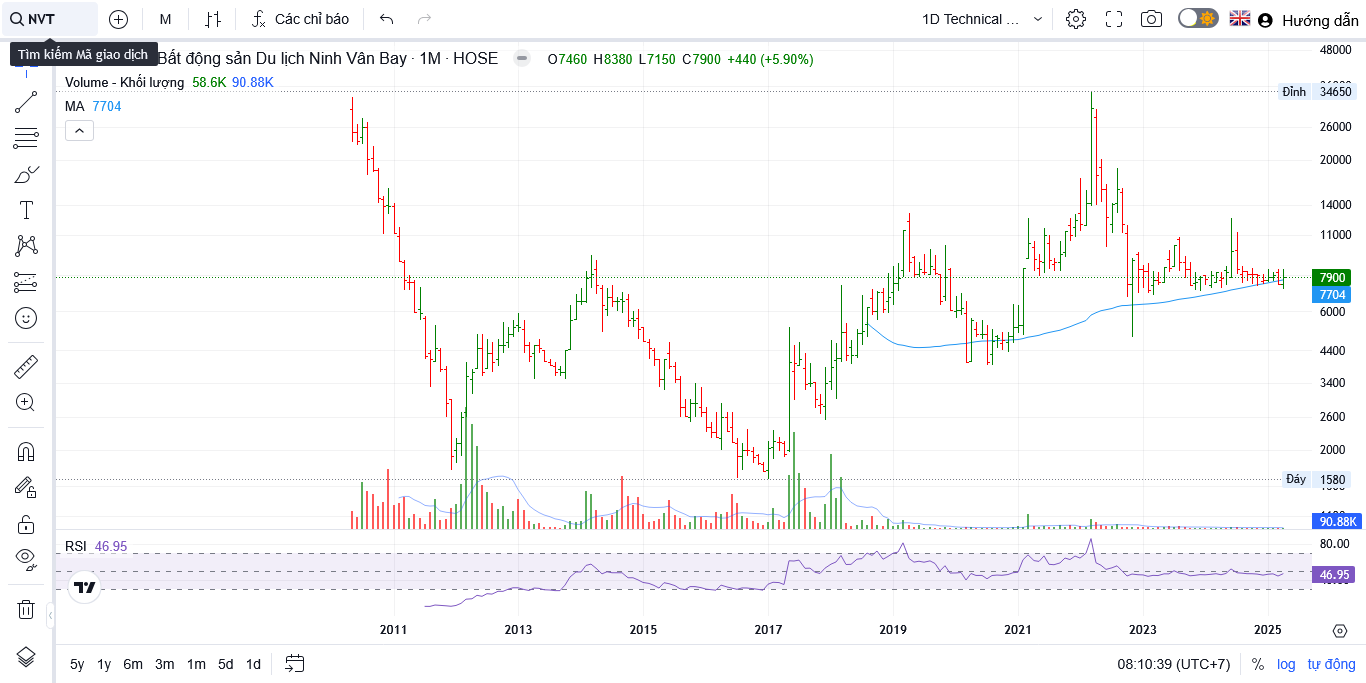 NVT M Các chỉ báo 1D Technical ... Hướng dẫn
Tìm kiếm Mã giao dịch
Bất động sản Du lịch Ninh Vân Bay · 1M · HOSE O7460 H8380 L7150 C7900 +440 (+5.90%)
Volume - Khối lượng 58.6K 90.88K
MA 7704
48000
Đỉnh 34650
26000
20000
14000
11000
7900
7704
6000
4400
3400
2600
2000
Đáy 1580
90.88K
RSI 46.95
80.00
46.95
2011 2013 2015 2017 2019 2021 2023 2025
5y 1y 6m 3m 1m 5d 1d 08:10:39 (UTC+7) % log tự động